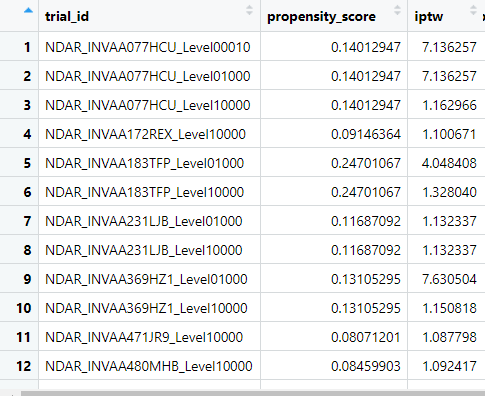 trial_id propensity_score iptw
1 NDAR_INVAA077HCU_Level00010 0.14012947 7.136257
2 NDAR_INVAA077HCU_Level01000 0.14012947 7.136257
3 NDAR_INVAA077HCU_Level10000 0.14012947 1.162966
4 NDAR_INVAA172REX_Level10000 0.09146364 1.100671
5 NDAR_INVAA183TFP_Level01000 0.24701067 4.048408
6 NDAR_INVAA183TFP_Level10000 0.24701067 1.328040
7 NDAR_INVAA231LJB_Level01000 0.11687092 1.132337
8 NDAR_INVAA231LJB_Level10000 0.11687092 1.132337
9 NDAR_INVAA369HZ1_Level01000 0.13105295 7.630504
10 NDAR_INVAA369HZ1_Level10000 0.13105295 1.150818
11 NDAR_INVAA471JR9_Level10000 0.08071201 1.087798
12 NDAR_INVAA480MHB_Level10000 0.08459903 1.092417